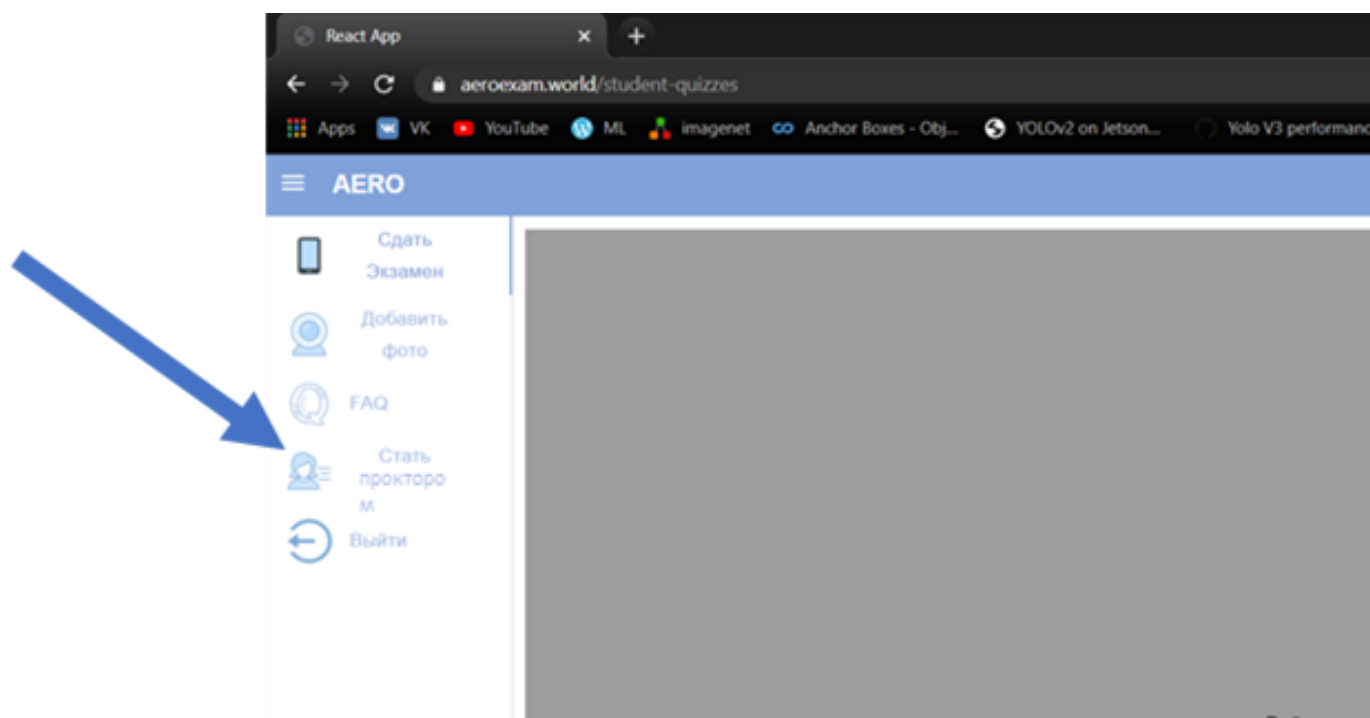 React App
aeroexam.world/student-quizzes
Apps VK YouTube ML imagenet Anchor Boxes - Obj... YOLOv2 on Jetson... Yolo V3 performanc
AERO
Сдать
Экзамен
Добавить
фото
FAQ
Стать
проктоpo
м
Выйти